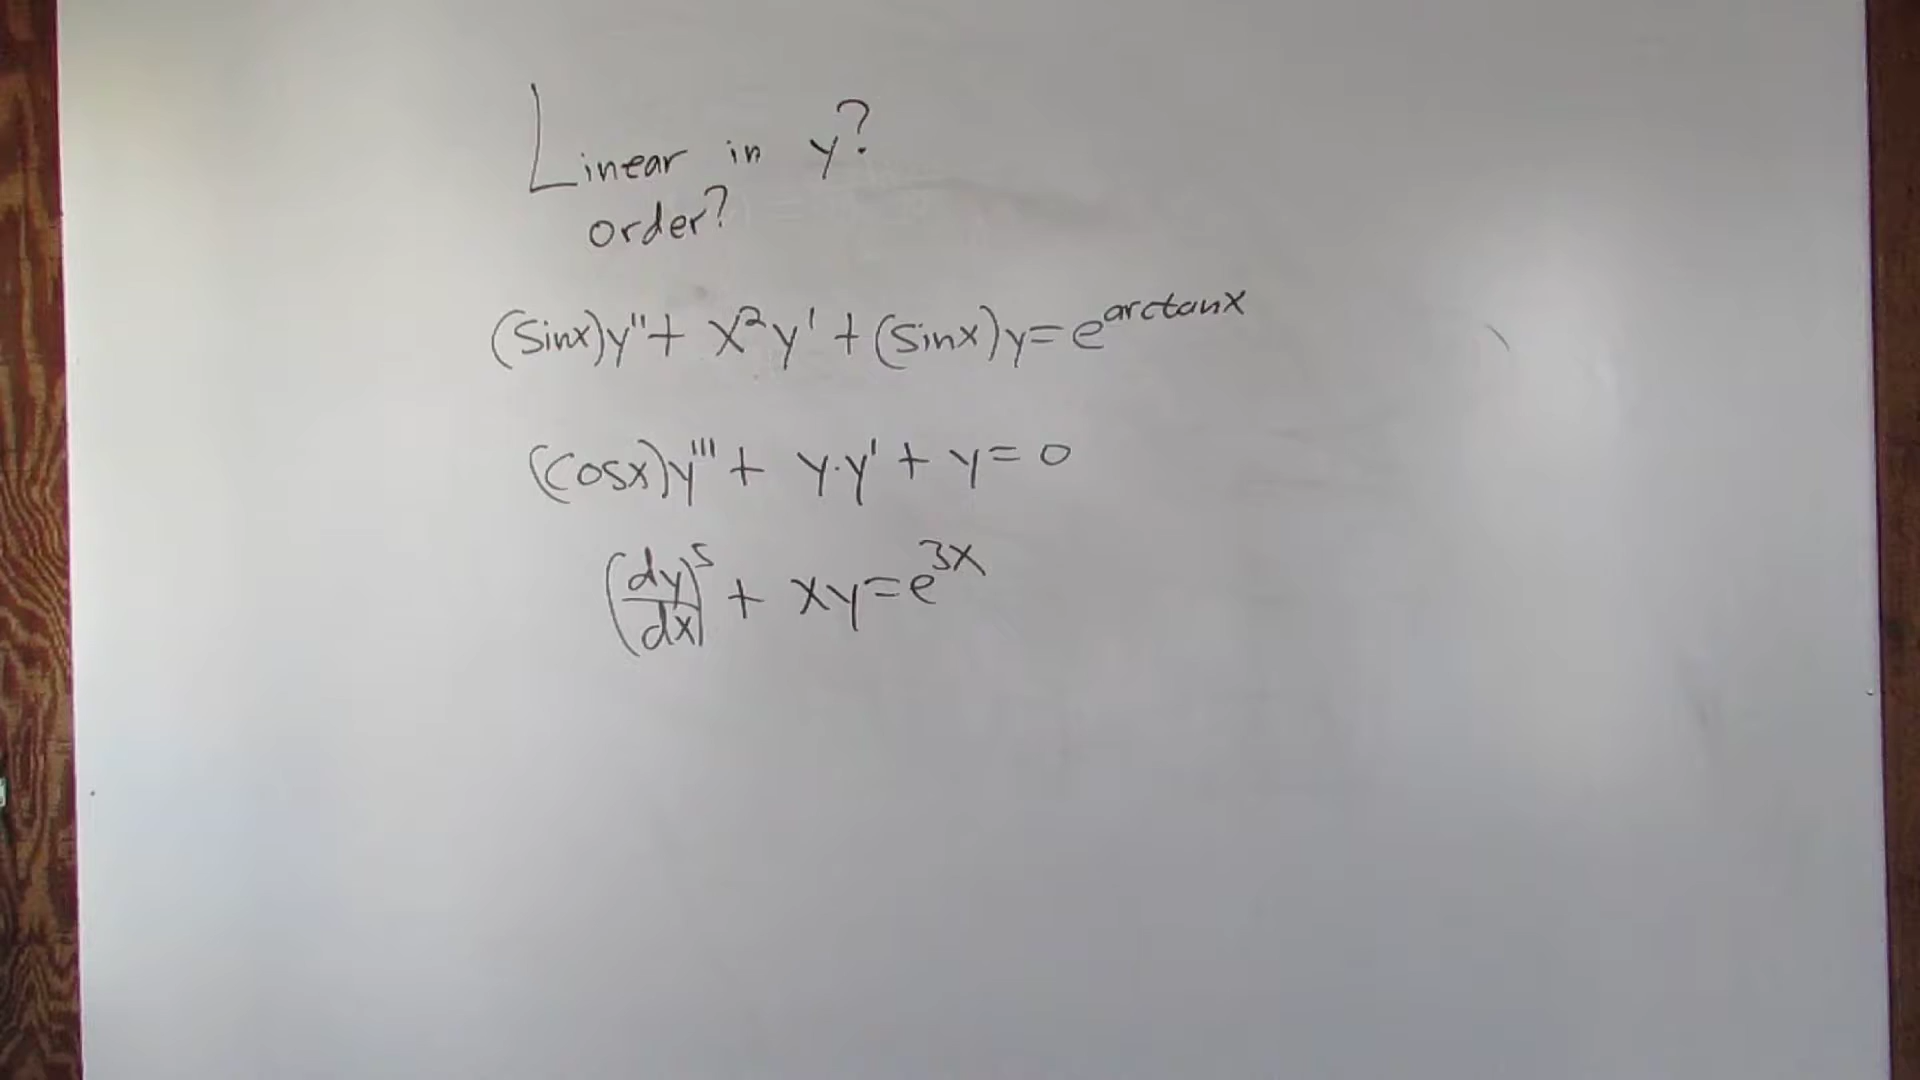 Linear in y?
order?
(Sinx)y'' + x²y' + (sinx)y = e^arctanx
(Cosx)y''' + y·y' + y = 0
(dy/dx)^5 + xy = e^3x